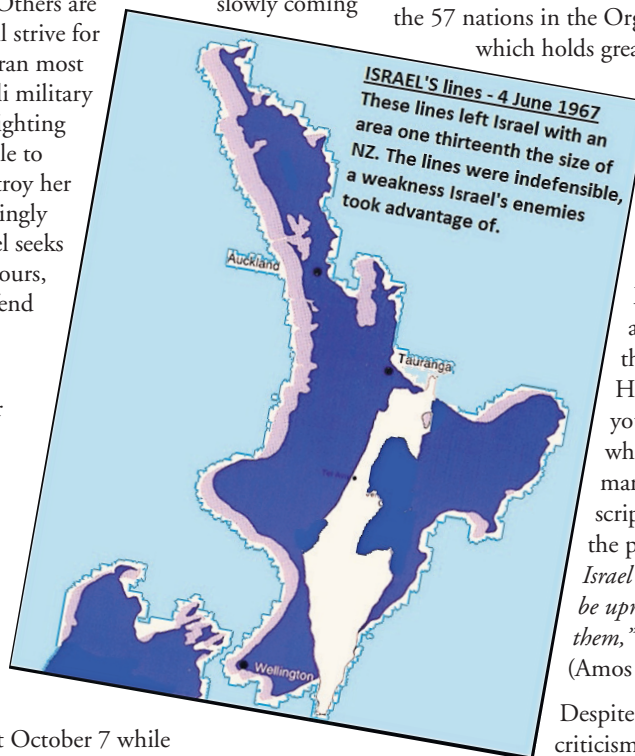 Others are
l strive for
ran most
li military
ighting
le to
troy her
ingly
el seeks
ours,
end
r
t October 7 while
slowly coming
the 57 nations in the Org
which holds grea
ISRAEL'S lines - 4 June 1967
These lines left Israel with an
area one thirteenth the size of
NZ. The lines were indefensible,
a weakness Israel's enemies
took advantage of.
Auckland
Tauranga
Wellington
a
th
H
yo
wh
man
scrip
the p
Israel
be upr
them,”
(Amos
Despite
criticism